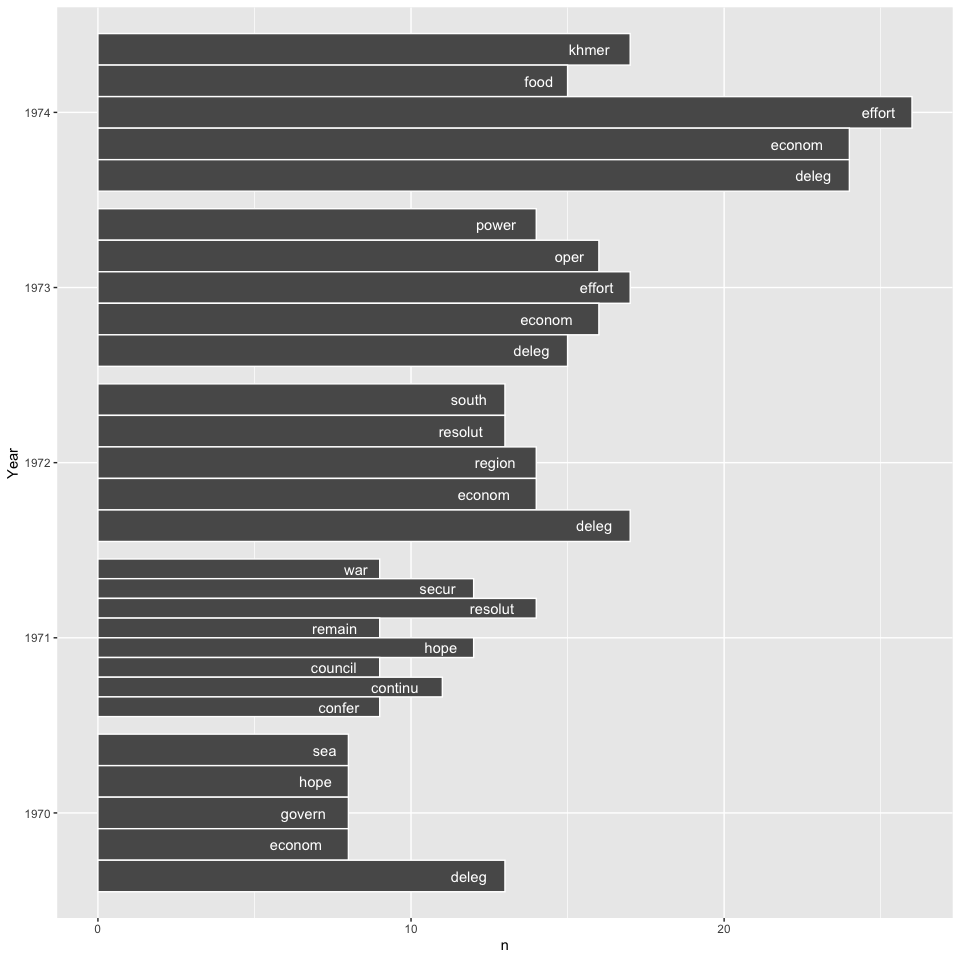 khmer
food
1974
effort
econom
deleg
power
oper
1973
effort
econom
deleg
south
resolut
Year
1972
region
econom
deleg
war
secur
resolut
remain
1971
hope
council
continu
confer
sea
hope
1970
govern
econom
deleg
0 10 20
n